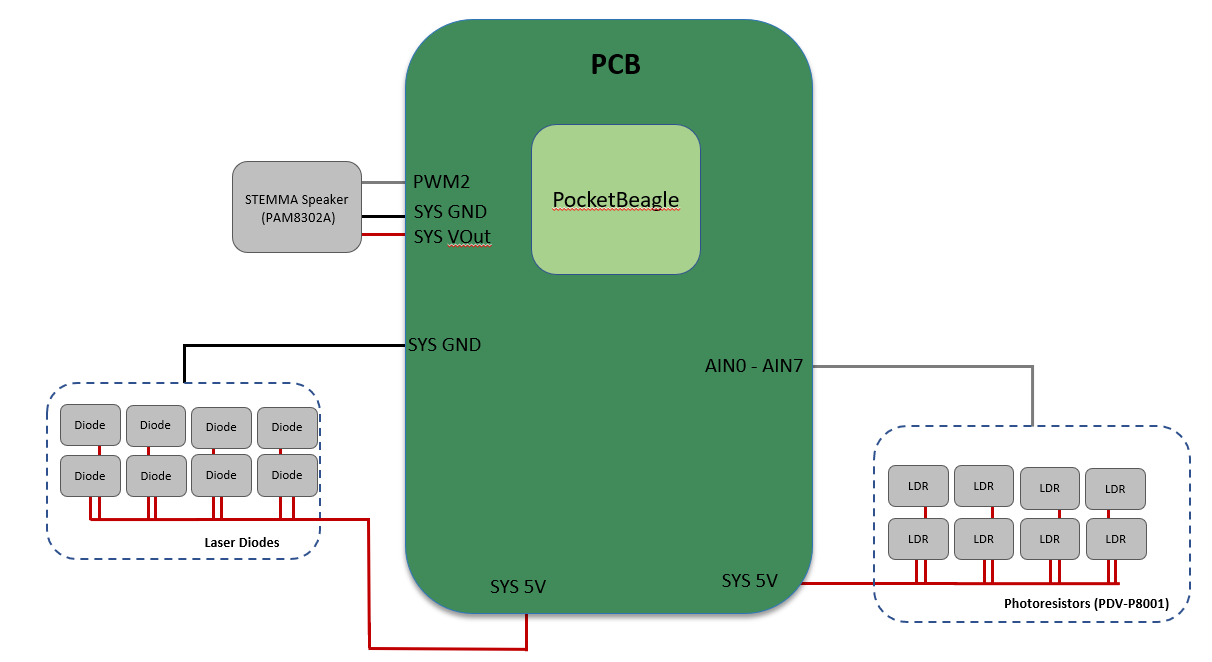 PCB
PocketBeagle
STEMMA Speaker
(PAM8302A)
PWM2
SYS GND
SYS VOut
SYS GND
AIN0 - AIN7
Diode
Diode
Diode
Diode
Diode
Diode
Diode
Diode
Laser Diodes
SYS 5V
SYS 5V
LDR
LDR
LDR
LDR
LDR
LDR
LDR
LDR
Photoresistors (PDV-P8001)